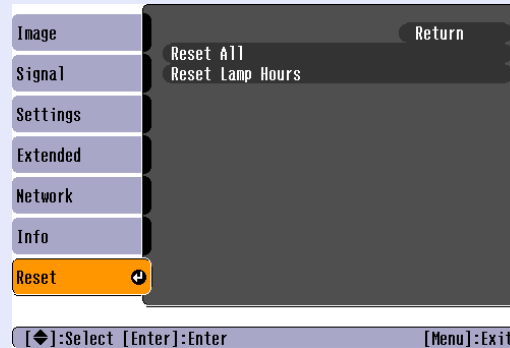 Image
Signal
Settings
Extended
Network
Info
Reset
Return
Reset All
Reset Lamp Hours
[◆]:Select [Enter]:Enter [Menu]:Exit